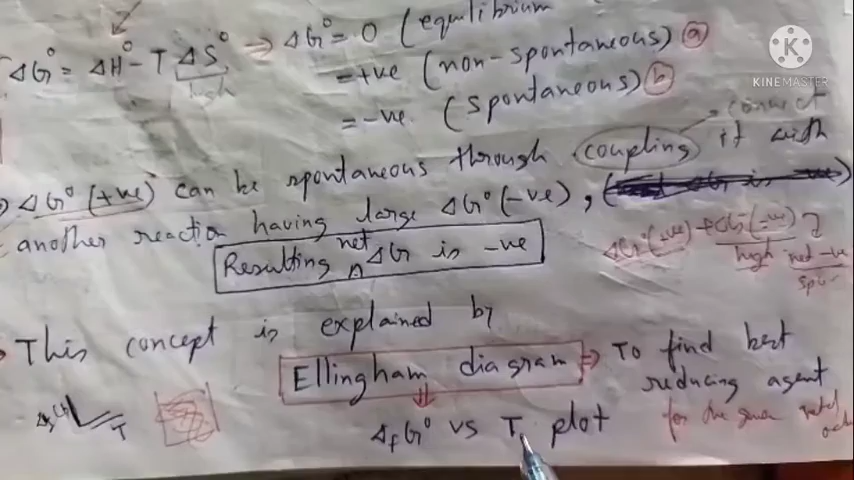 ΔG° = ΔH° - T ΔS° ⇒ ΔG° = 0 (equilibrium
high
= +ve (non-spontaneous) a
= -ve (spontaneous) b
K
KINEMASTER
ΔG° (+ve) can be spontaneous through coupling it with
connect
another reaction having large ΔG° (-ve),
Resulting net ΔG is -ve
ΔG° (+ve) + ΔG° (-ve)
high net -ve
This concept is explained by
Ellingham diagram ⇒ To find best
reducing agent
for the given metal
T
ΔfG° vs T plot